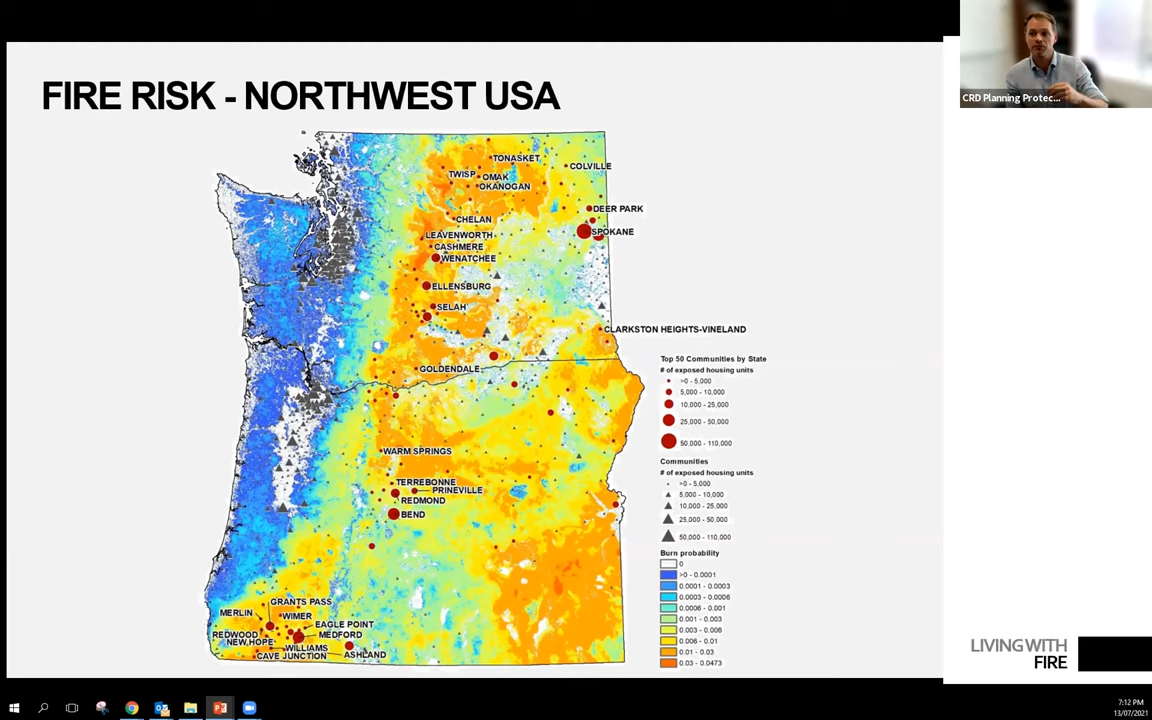 FIRE RISK - NORTHWEST USA
CRD Planning Protec...
TONASKET
COLVILLE
TWISP
OMAK
OKANOGAN
DEER PARK
CHELAN
SPOKANE
LEAVENWORTH
CASHMERE
WENATCHEE
ELLENSBURG
SELAH
CLARKSTON HEIGHTS-VINELAND
GOLDENDALE
WARM SPRINGS
TERREBONNE
PRINEVILLE
REDMOND
BEND
GRANTS PASS
MERLIN
WIMER
EAGLE POINT
REDWOOD
MEDFORD
NEW HOPE
WILLIAMS
CAVE JUNCTION
ASHLAND
Top 50 Communities by State
# of exposed housing units
>0 - 5,000
5,000 - 10,000
10,000 - 25,000
25,000 - 50,000
50,000 - 110,000
Communities
# of exposed housing units
>0 - 5,000
5,000 - 10,000
10,000 - 25,000
25,000 - 50,000
50,000 - 110,000
Burn probability
0
>0 - 0.0001
0.0001 - 0.0003
0.0003 - 0.0006
0.0006 - 0.001
0.001 - 0.003
0.003 - 0.006
0.006 - 0.01
0.01 - 0.03
0.03 - 0.0473
LIVING WITH
FIRE
7:12 PM
13/07/2021